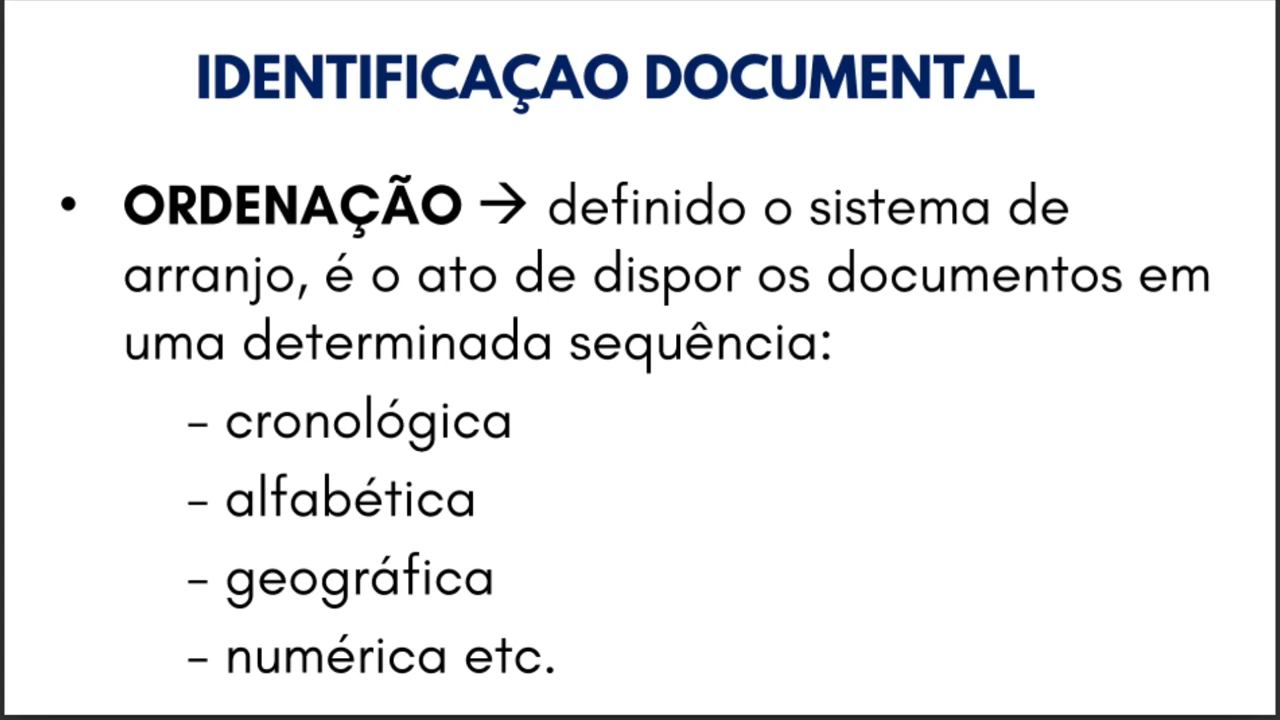 IDENTIFICAÇAO DOCUMENTAL
• ORDENAÇÃO → definido o sistema de
arranjo, é o ato de dispor os documentos em
uma determinada sequência:
– cronológica
– alfabética
– geográfica
– numérica etc.